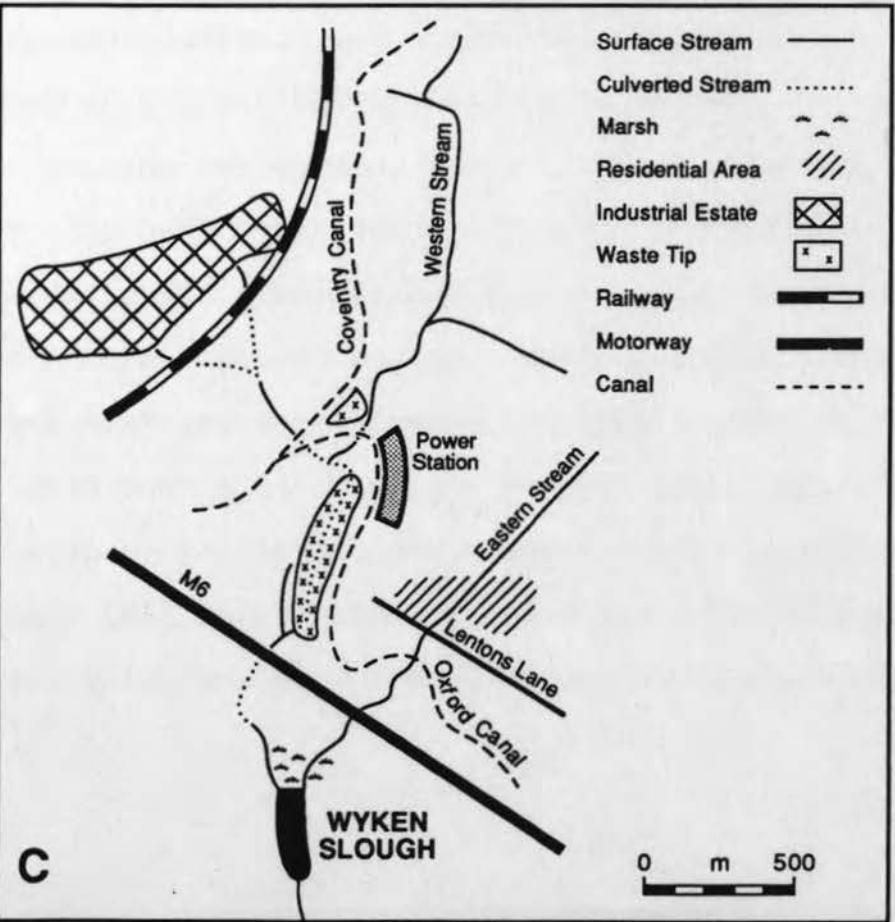 Surface Stream
Culverted Stream
Marsh
Residential Area
Industrial Estate
Waste Tip
Railway
Motorway
Canal
Coventry Canal
Western Stream
Power
Station
Eastern Stream
M6
Lentons Lane
Oxford Canal
WYKEN
SLOUGH
C
0 m 500